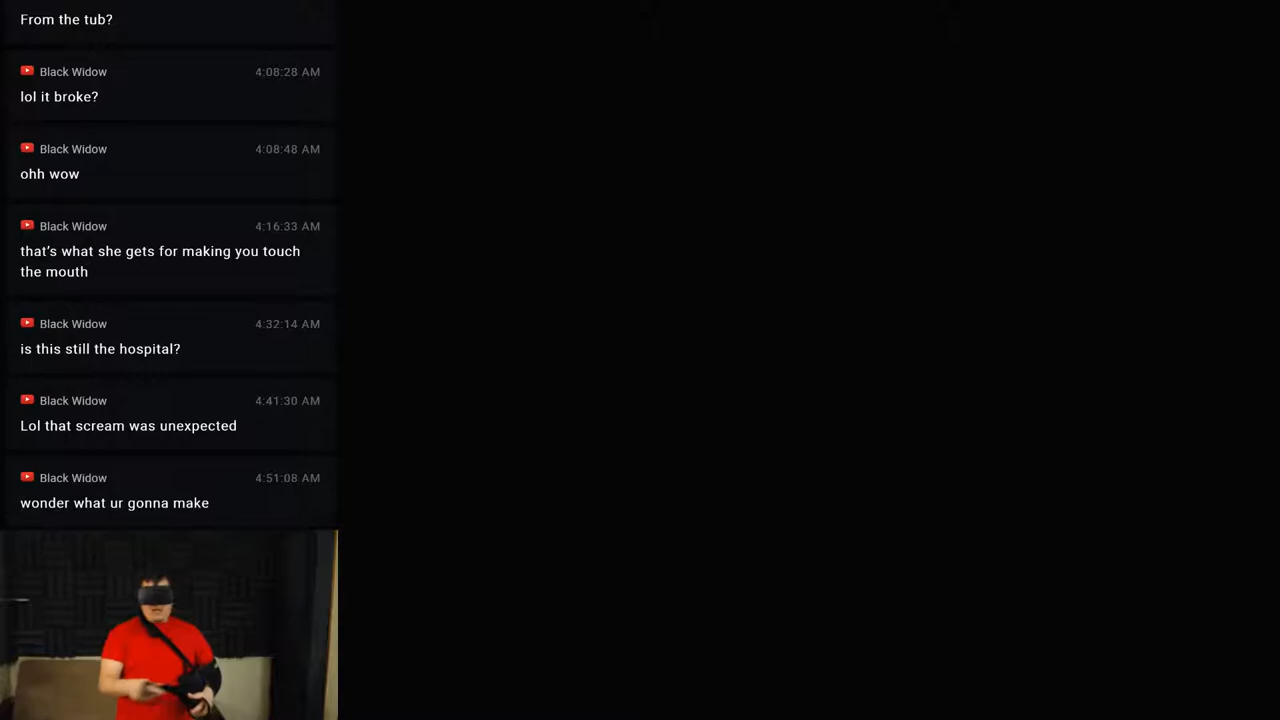 From the tub?
Black Widow 4:08:28 AM
lol it broke?
Black Widow 4:08:48 AM
ohh wow
Black Widow 4:16:33 AM
that’s what she gets for making you touch
the mouth
Black Widow 4:32:14 AM
is this still the hospital?
Black Widow 4:41:30 AM
Lol that scream was unexpected
Black Widow 4:51:08 AM
wonder what ur gonna make